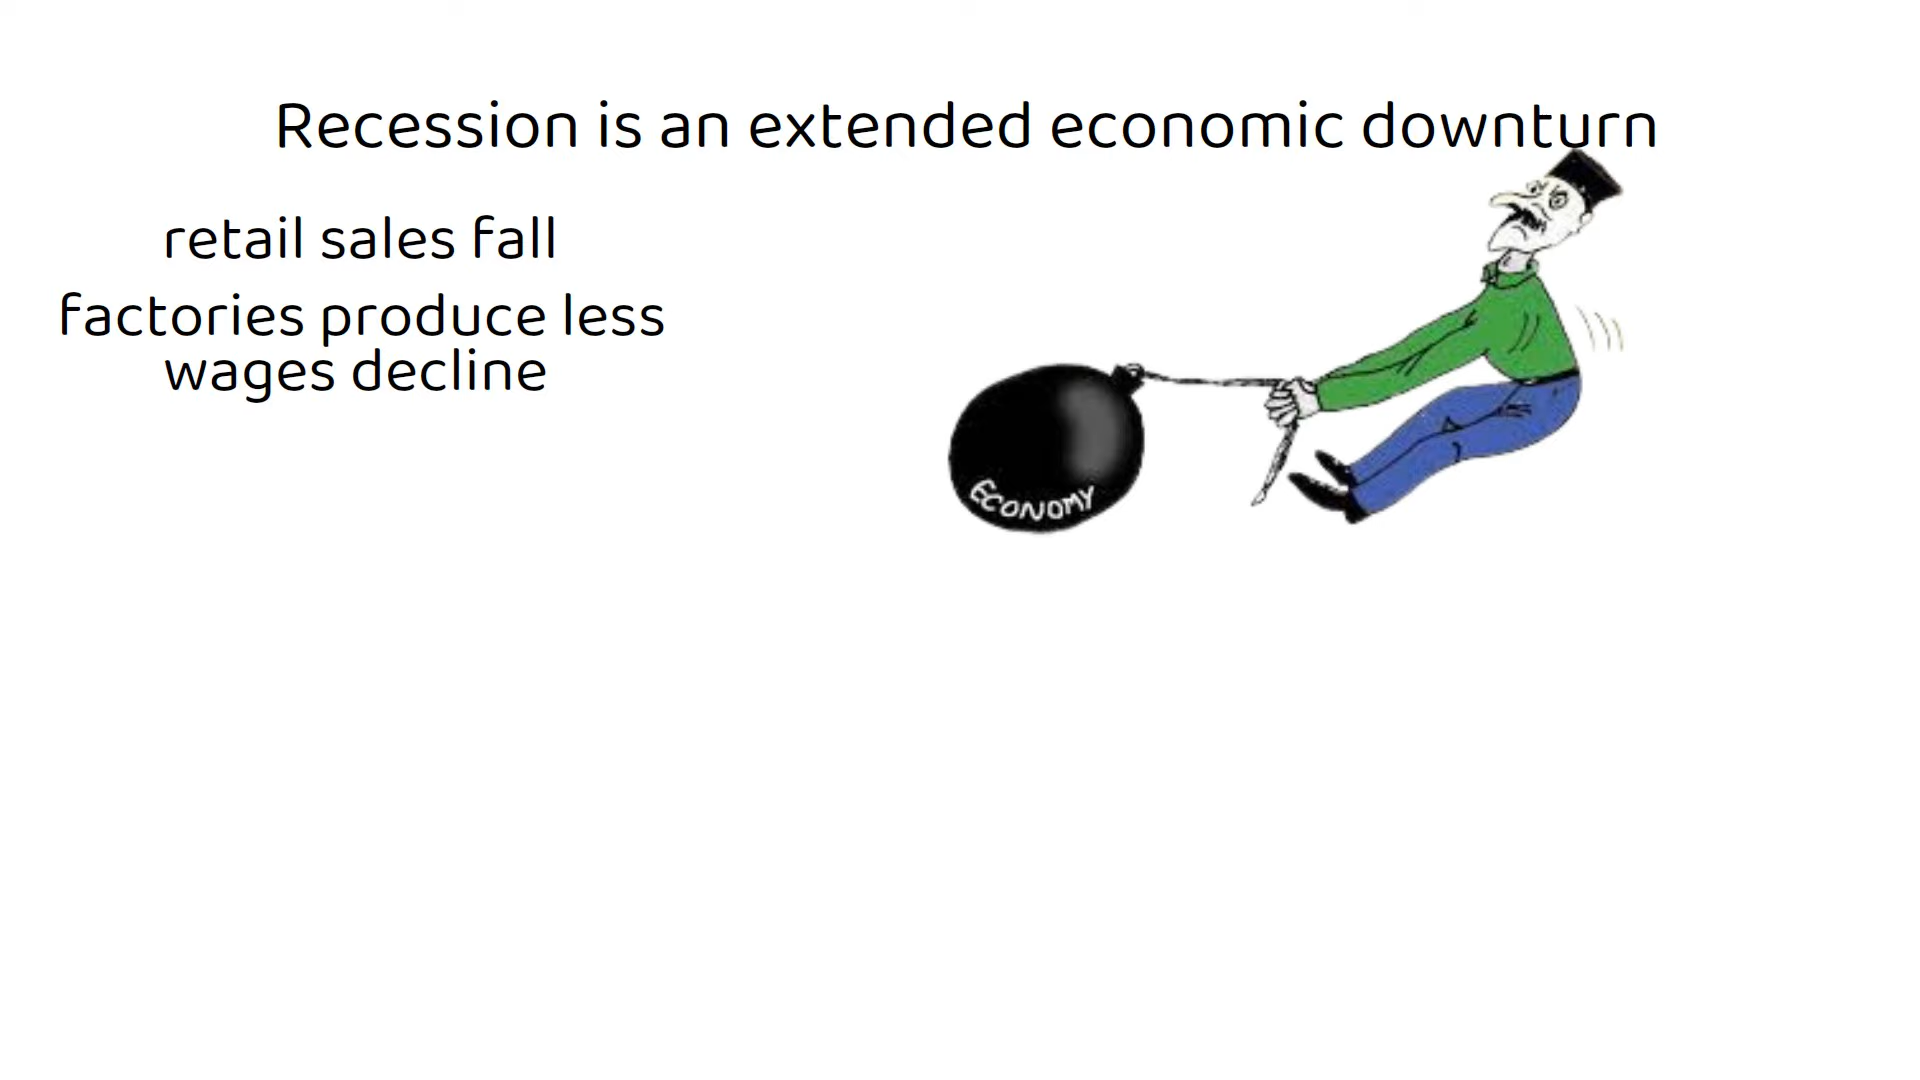 Recession is an extended economic downturn
retail sales fall
factories produce less
wages decline
ECONOMY